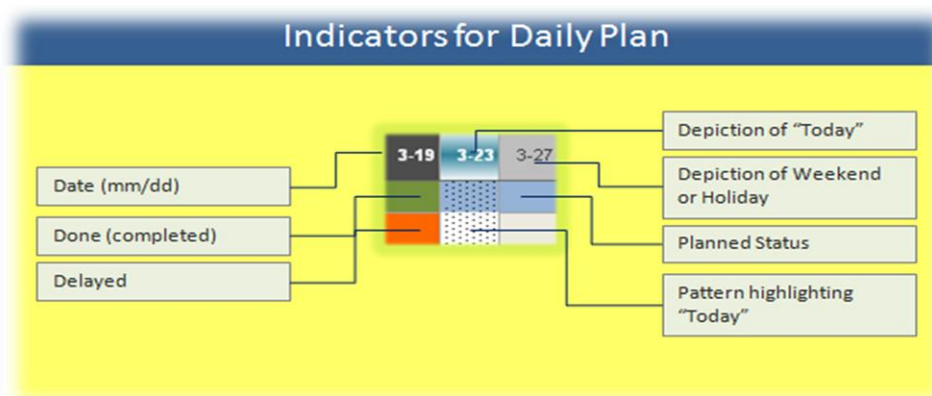 Indicators for Daily Plan
3-19 3-23 3-27
Date (mm/dd)
Done (completed)
Delayed
Depiction of “Today”
Depiction of Weekend
or Holiday
Planned Status
Pattern highlighting
“Today”